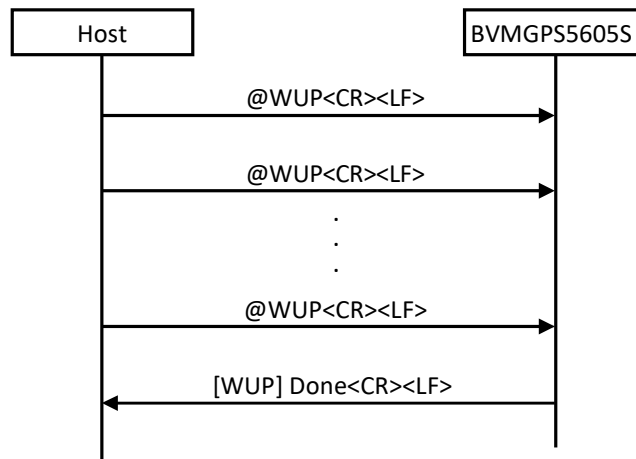 Host
BVMGPS5605S
@WUP<CR><LF>
@WUP<CR><LF>
.
.
.
@WUP<CR><LF>
[WUP] Done<CR><LF>